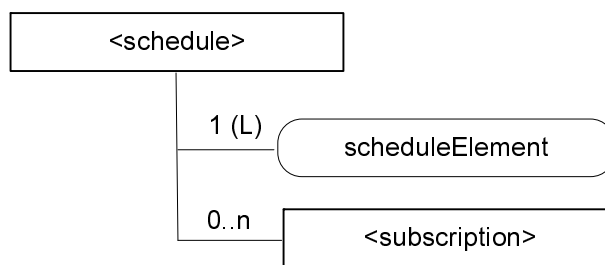 <schedule>
1 (L)
scheduleElement
0..n
<subscription>